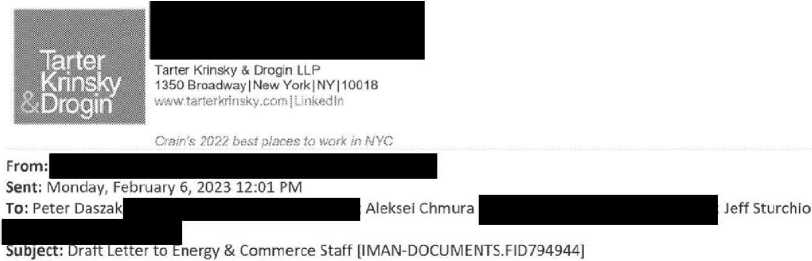 Tarter
Krinsky
&Drogin
Tarter Krinsky & Drogin LLP
1350 Broadway|New York|NY|10018
www.tarterkrinsky.com|LinkedIn
Crain's 2022 best places to work in NYC
From:
Sent: Monday, February 6, 2023 12:01 PM
To: Peter Daszak Aleksei Chmura Jeff Sturchio
Subject: Draft Letter to Energy & Commerce Staff [IMAN-DOCUMENTS.FID794944]